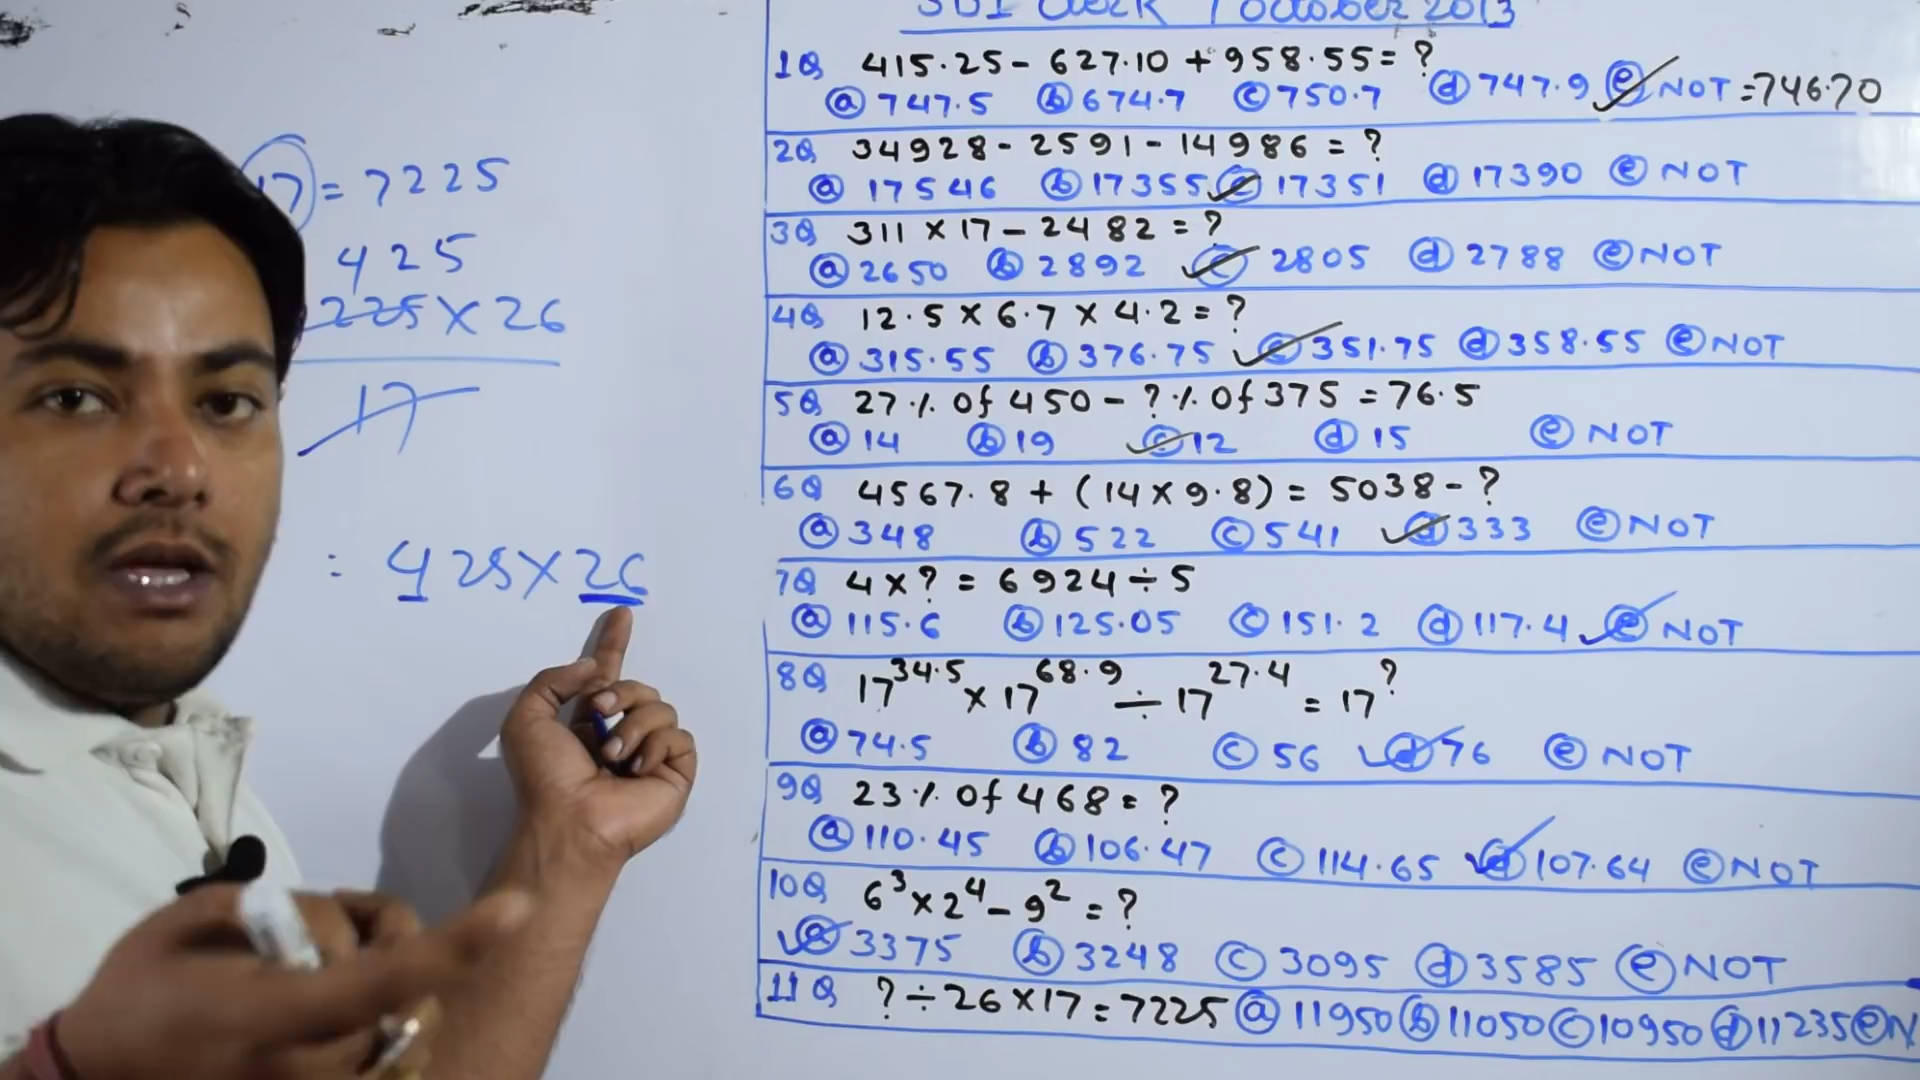 17 = 7225
425
225 × 26
17
: 425 × 26
SBI Clerk 7 October 2013
1Q 415.25 - 627.10 + 958.55 = ?
ⓐ 747.5 ⓑ 674.7 ⓒ 750.7 ⓓ 747.9 ⓔ NOT = 746.70
2Q 34928 - 2591 - 14986 = ?
ⓐ 17546 ⓑ 17355 ⓒ 17351 ⓓ 17390 ⓔ NOT
3Q 311 × 17 - 2482 = ?
ⓐ 2650 ⓑ 2892 ⓒ 2805 ⓓ 2788 ⓔ NOT
4Q 12.5 × 6.7 × 4.2 = ?
ⓐ 315.55 ⓑ 376.75 ⓒ 351.75 ⓓ 358.55 ⓔ NOT
5Q 27% Of 450 - ?% Of 375 = 76.5
ⓐ 14 ⓑ 19 ⓒ 12 ⓓ 15 ⓔ NOT
6Q 4567.8 + (14 × 9.8) = 5038 - ?
ⓐ 348 ⓑ 522 ⓒ 541 ⓓ 333 ⓔ NOT
7Q 4 × ? = 6924 ÷ 5
ⓐ 115.6 ⓑ 125.05 ⓒ 151.2 ⓓ 117.4 ⓔ NOT
8Q 17^34.5 × 17^68.9 ÷ 17^27.4 = 17^?
ⓐ 74.5 ⓑ 82 ⓒ 56 ⓓ 76 ⓔ NOT
9Q 23% Of 468 = ?
ⓐ 110.45 ⓑ 106.47 ⓒ 114.65 ⓓ 107.64 ⓔ NOT
10Q 6³ × 2⁴ - 9² = ?
ⓐ 3375 ⓑ 3248 ⓒ 3095 ⓓ 3585 ⓔ NOT
11Q ? ÷ 26 × 17 = 7225 ⓐ 11950 ⓑ 11050 ⓒ 10950 ⓓ 11235 ⓔ N